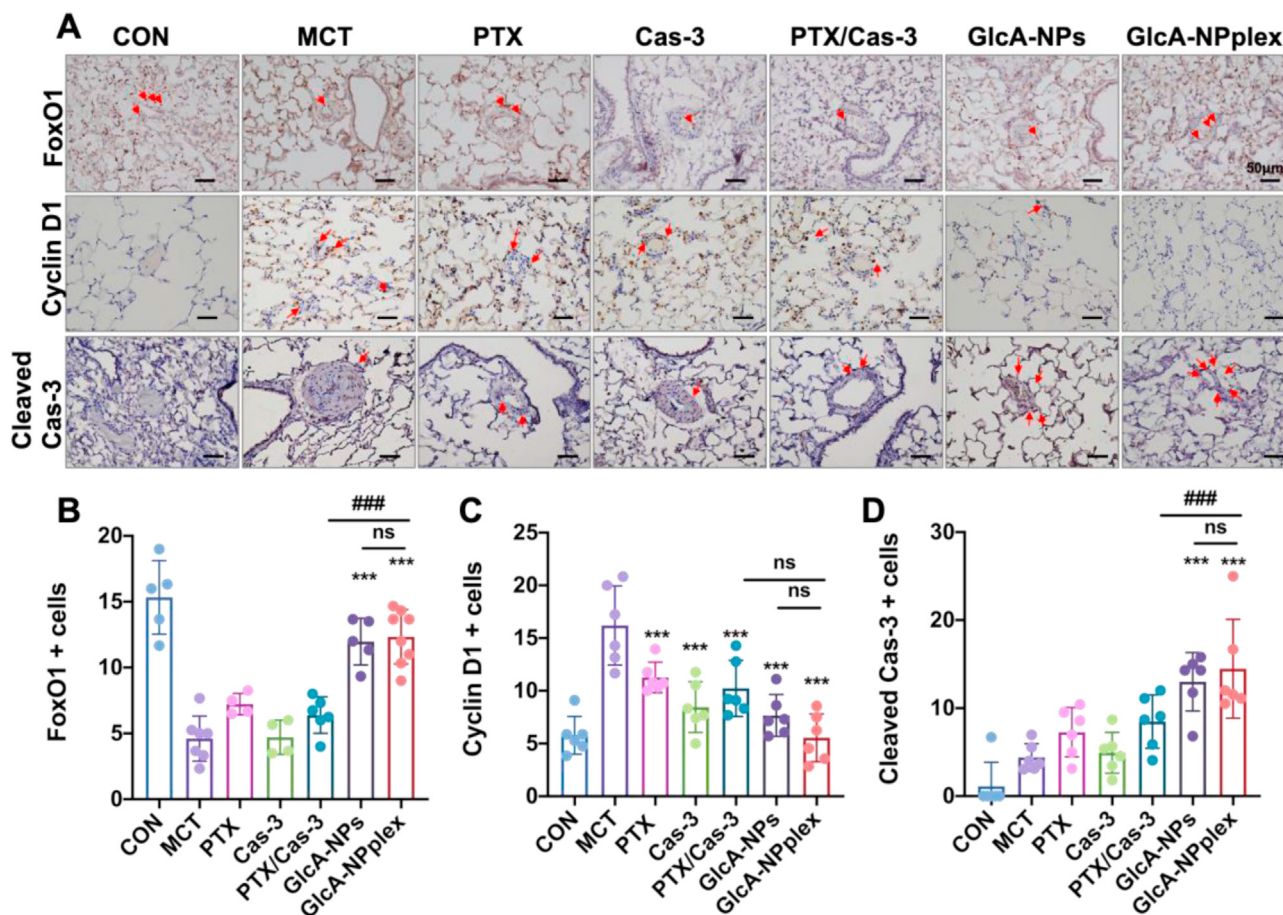 A
CON MCT PTX Cas-3 PTX/Cas-3 GlcA-NPs GlcA-NPplex
FoxO1
50μm
Cyclin D1
Cleaved
Cas-3
B
###
ns
***
***
FoxO1 + cells
20
15
10
5
0
CON
MCT
PTX
Cas-3
PTX/Cas-3
GlcA-NPs
GlcA-NPplex
C
ns
ns
***
***
***
***
***
Cyclin D1 + cells
25
20
15
10
5
0
CON
MCT
PTX
Cas-3
PTX/Cas-3
GlcA-NPs
GlcA-NPplex
D
###
ns
***
***
Cleaved Cas-3 + cells
30
20
10
0
CON
MCT
PTX
Cas-3
PTX/Cas-3
GlcA-NPs
GlcA-NPplex